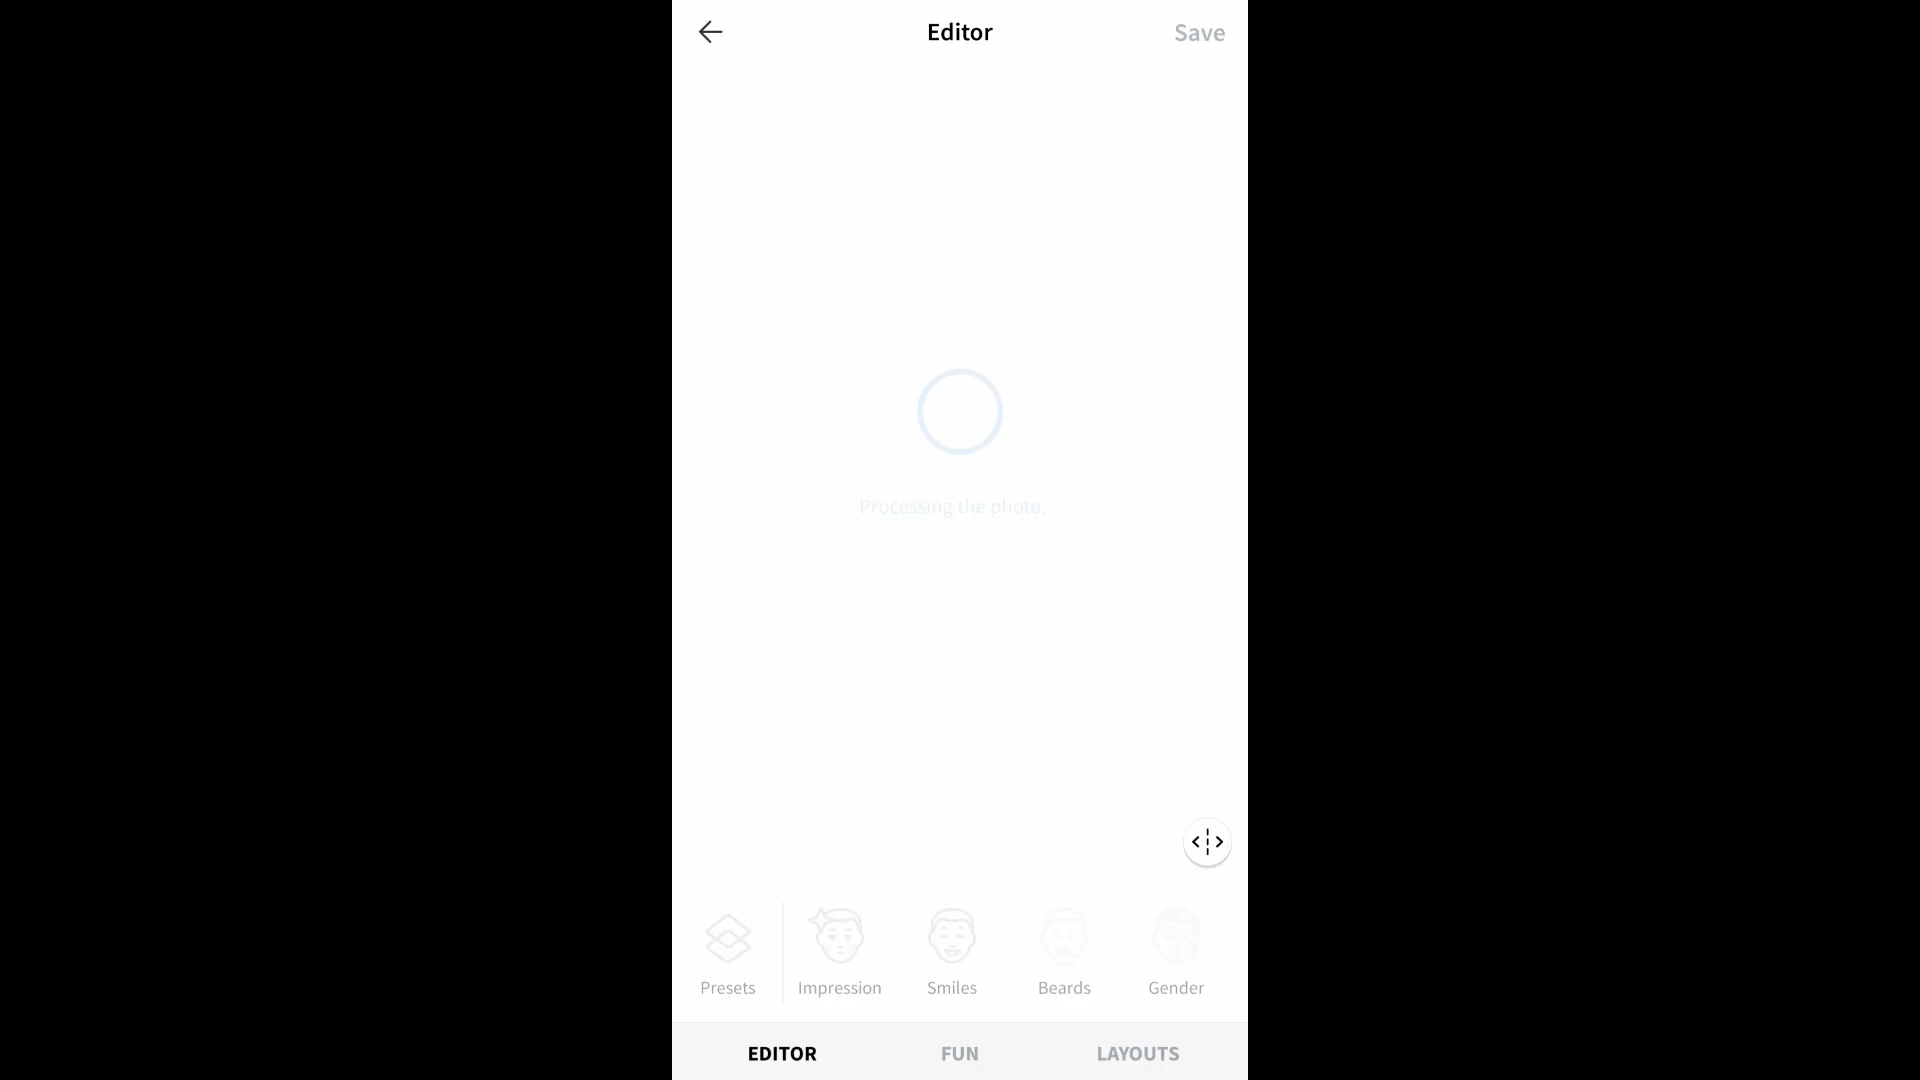 Editor
Save
Processing the photo...
Presets
Impression
Smiles
Beards
Gender
EDITOR
FUN
LAYOUTS